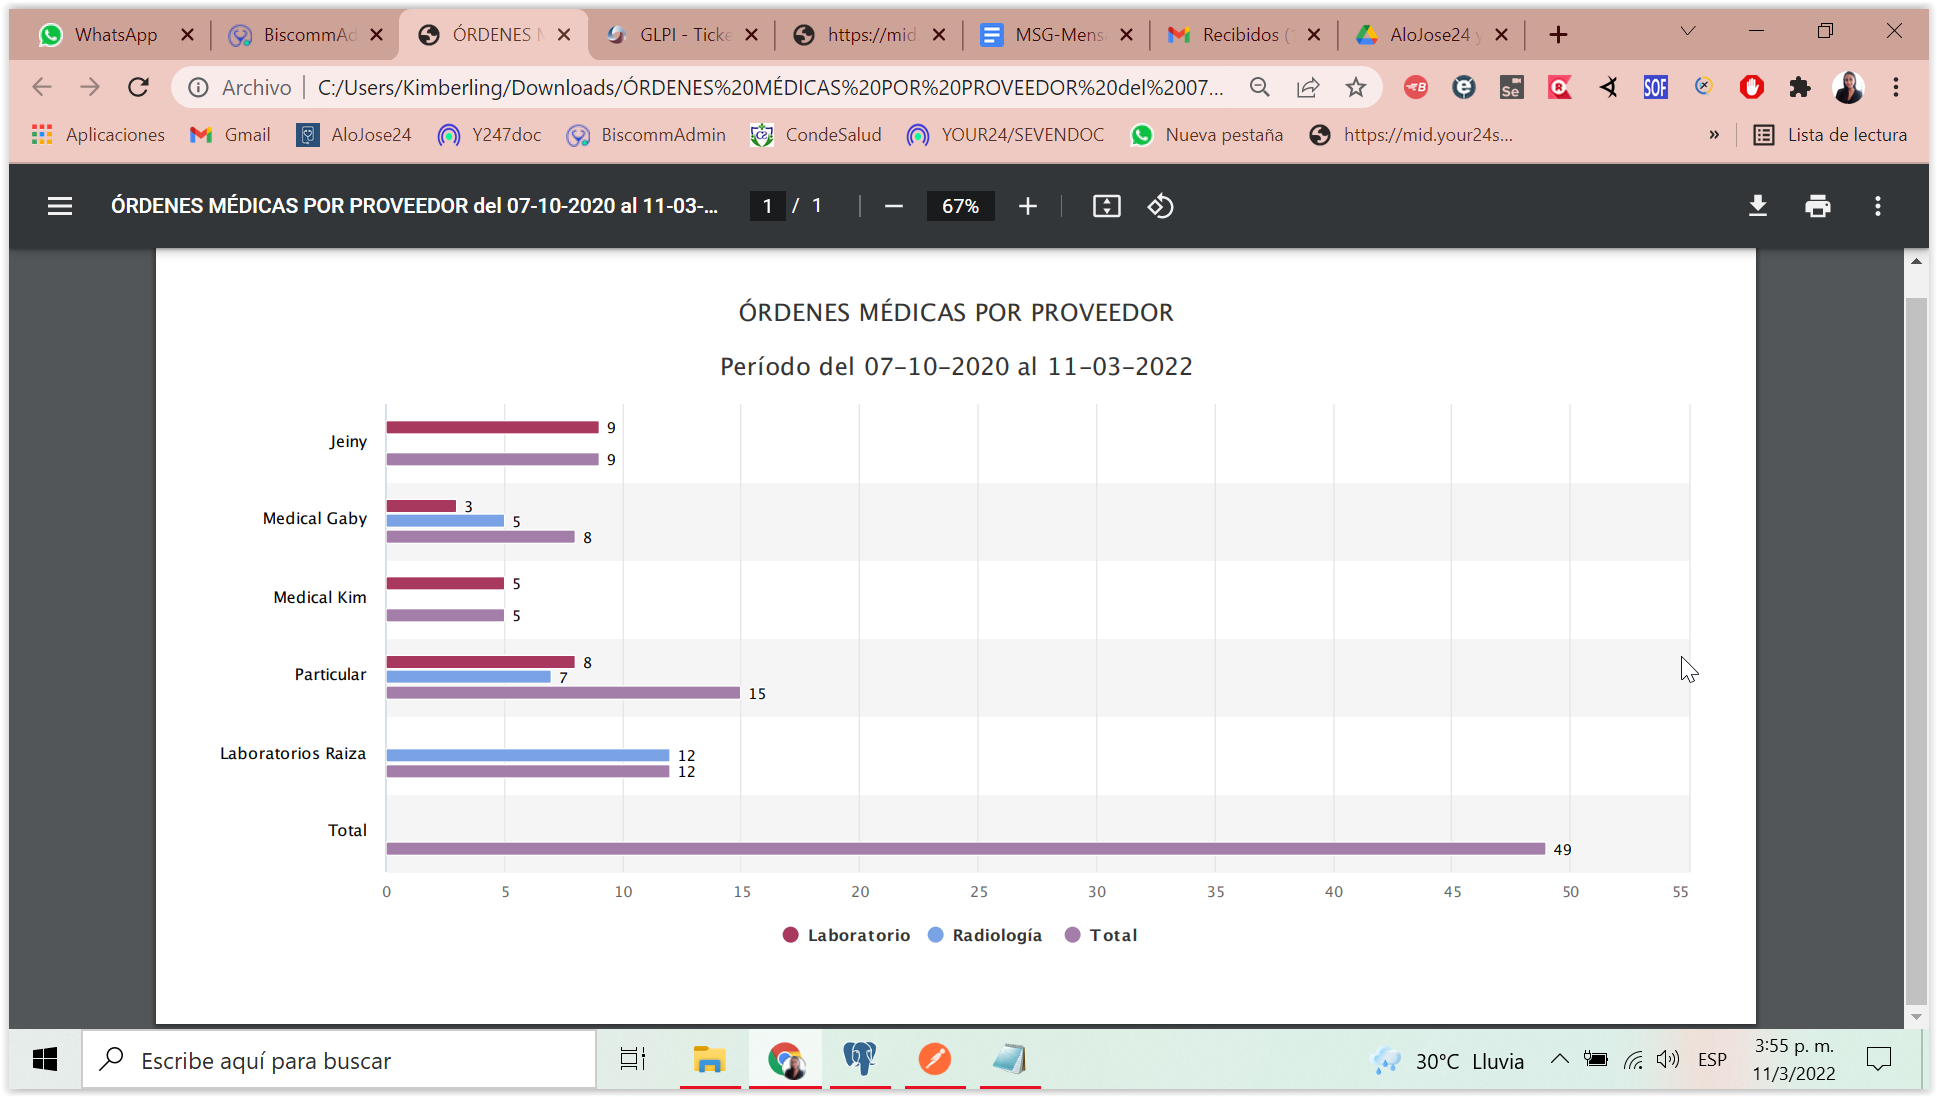 WhatsApp
BiscommAd
ÓRDENES M
GLPI - Ticke
https://mid.
MSG-Mens
Recibidos (
AloJose24 y
Archivo
C:/Users/Kimberling/Downloads/ÓRDENES%20MÉDICAS%20POR%20PROVEEDOR%20del%2007...
Se
SOF
Aplicaciones
Gmail
AloJose24
Y247doc
BiscommAdmin
CondeSalud
YOUR24/SEVENDOC
Nueva pestaña
https://mid.your24s...
»
Lista de lectura
ÓRDENES MÉDICAS POR PROVEEDOR del 07-10-2020 al 11-03-...
1 / 1
67%
ÓRDENES MÉDICAS POR PROVEEDOR
Período del 07-10-2020 al 11-03-2022
Jeiny
9
9
Medical Gaby
3
5
8
Medical Kim
5
5
Particular
8
7
15
Laboratorios Raiza
12
12
Total
49
0 5 10 15 20 25 30 35 40 45 50 55
Laboratorio Radiología Total
Escribe aquí para buscar
30°C Lluvia
ESP
3:55 p. m.
11/3/2022